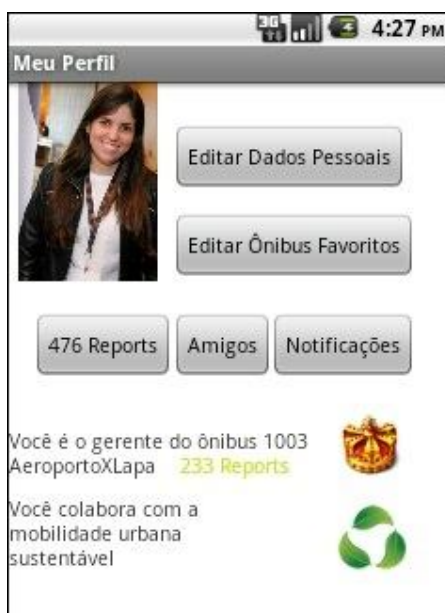 3G 4:27 PM
Meu Perfil
Editar Dados Pessoais
Editar Ônibus Favoritos
476 Reports Amigos Notificações
Você é o gerente do ônibus 1003
AeroportoXLapa 233 Reports
Você colabora com a
mobilidade urbana
sustentável